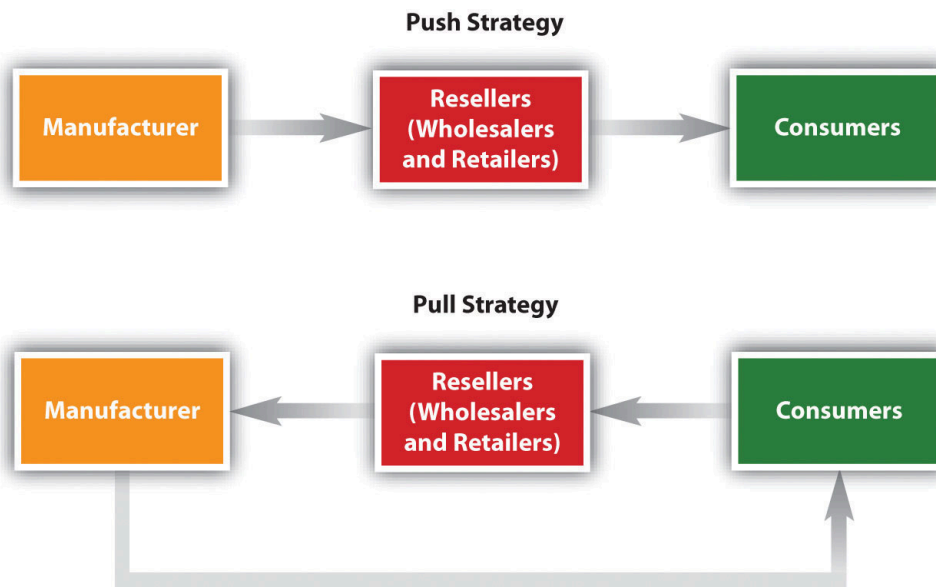 Push Strategy
Manufacturer
Resellers
(Wholesalers
and Retailers)
Consumers
Pull Strategy
Manufacturer
Resellers
(Wholesalers
and Retailers)
Consumers